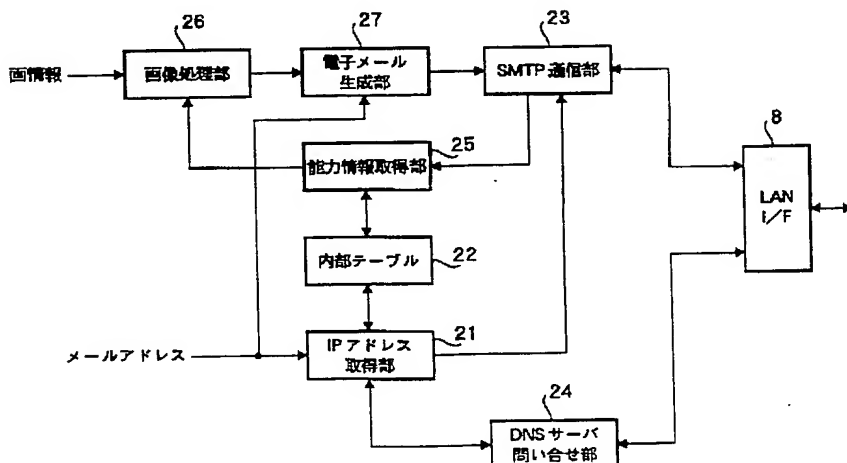 26
27
23
画情報
画像処理部
電子メール
生成部
SMTP通信部
8
25
能力情報取得部
LAN
I/F
内部テーブル
22
21
メールアドレス
IPアドレス
取得部
24
DNSサーバ
問い合せ部